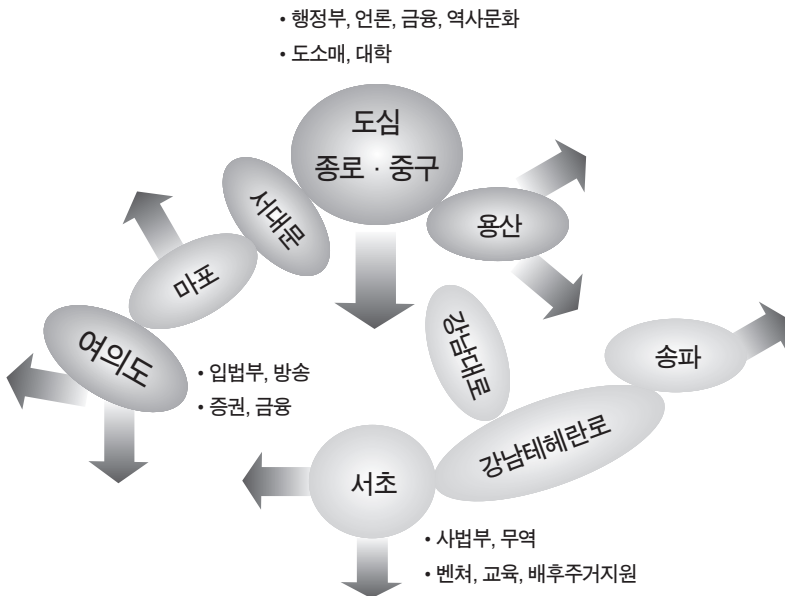 • 행정부, 언론, 금융, 역사문화
• 도소매, 대학
도심
종로 · 중구
서대문
용산
마포
여의도
• 입법부, 방송
• 증권, 금융
강남대로
송파
강남테헤란로
서초
• 사법부, 무역
• 벤쳐, 교육, 배후주거지원